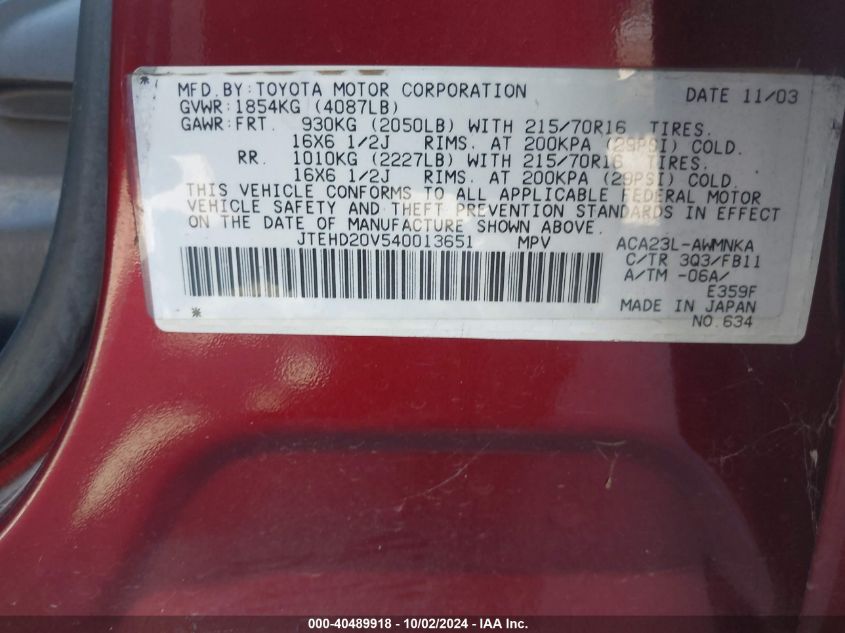 MFD.BY:TOYOTA MOTOR CORPORATION DATE 11/03
GVWR:1854KG (4087LB)
GAWR:FRT. 930KG (2050LB) WITH 215/70R16 TIRES.
16X6 1/2J RIMS. AT 200KPA (29PSI) COLD.
RR. 1010KG (2227LB) WITH 215/70R16 TIRES.
16X6 1/2J RIMS. AT 200KPA (29PSI) COLD.
THIS VEHICLE CONFORMS TO ALL APPLICABLE FEDERAL MOTOR
VEHICLE SAFETY AND THEFT PREVENTION STANDARDS IN EFFECT
ON THE DATE OF MANUFACTURE SHOWN ABOVE.
JTEHD20V540013651 MPV ACA23L-AWMNKA
C/TR 3Q3/FB11
A/TM -06A/
E359F
MADE IN JAPAN
NO.634
000-40489918 - 10/02/2024 - IAA Inc.